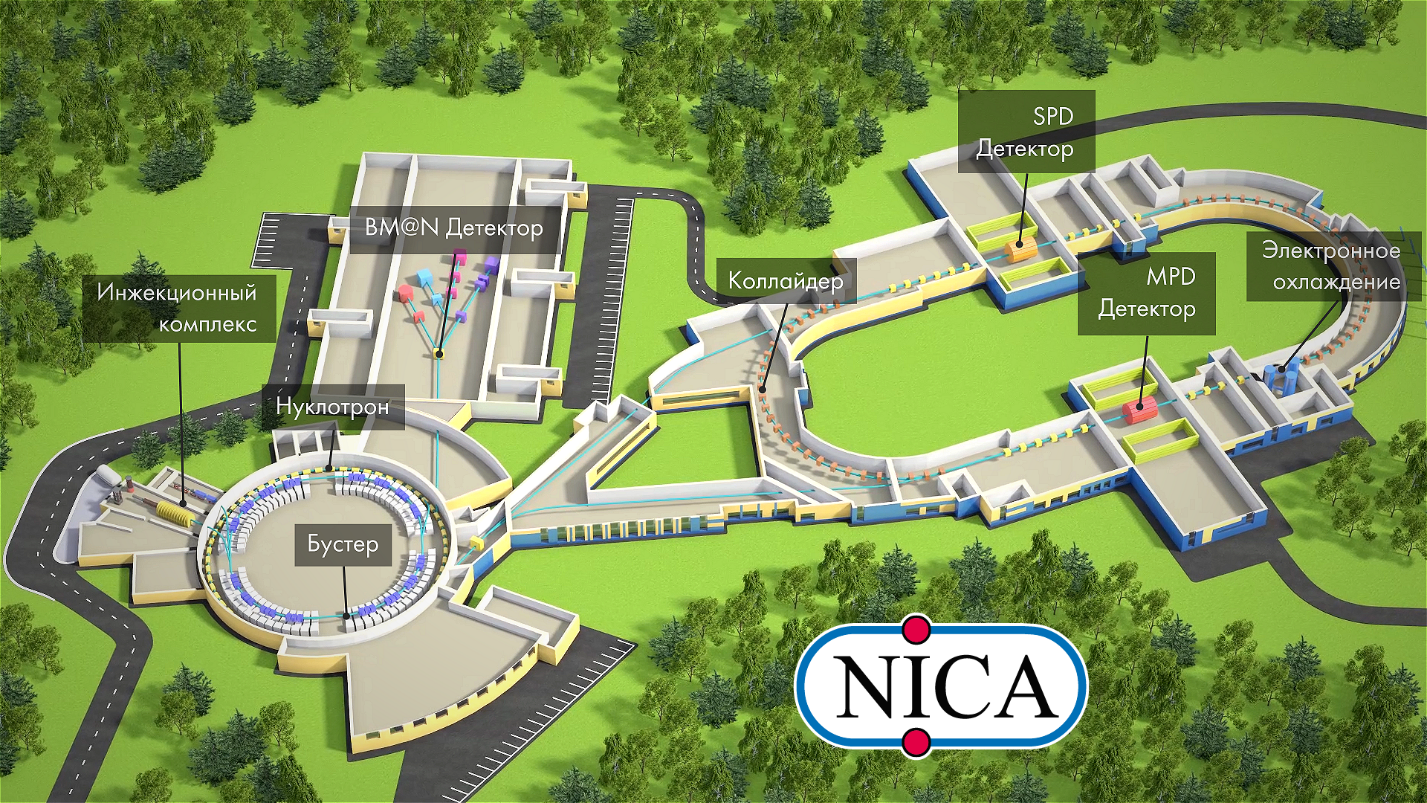 SPD
Детектор
BM@N Детектор
Электронное
охлаждение
Коллайдер
MPD
Детектор
Инжекционный
комплекс
Нуклотрон
Бустер
NICA